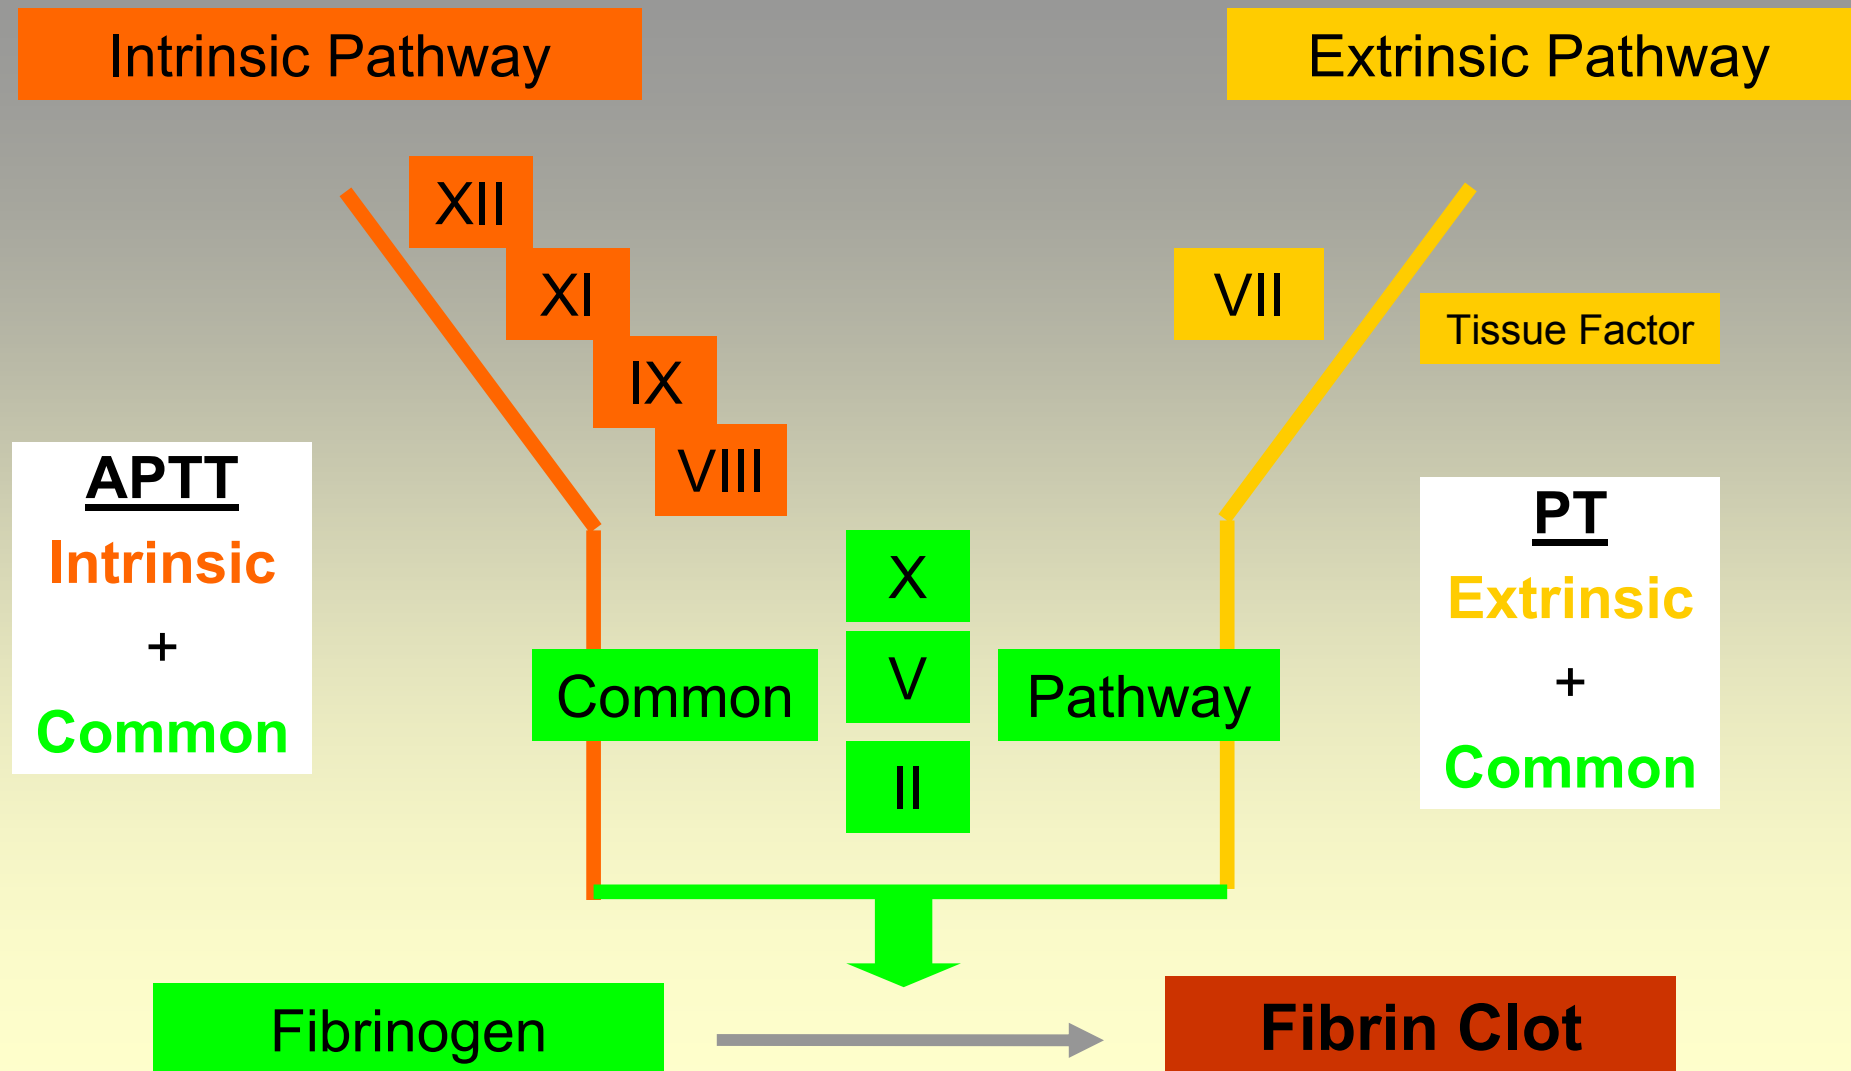 Intrinsic Pathway
Extrinsic Pathway
XII
XI
IX
VIII
VII
Tissue Factor
APTT
Intrinsic
+
Common
X
V
II
Common
Pathway
PT
Extrinsic
+
Common
Fibrinogen
Fibrin Clot